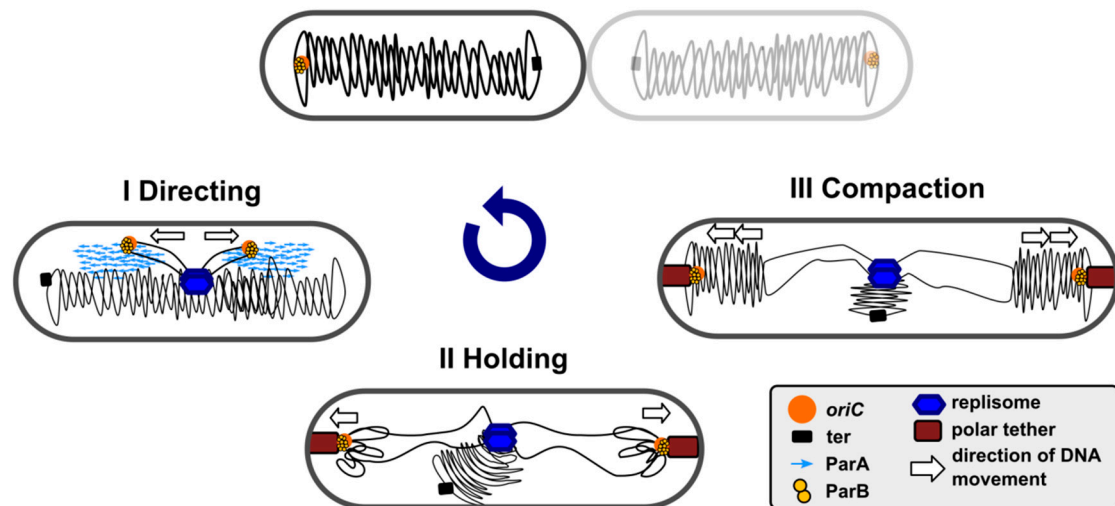 I Directing
III Compaction
II Holding
oriC
ter
ParA
ParB
replisome
polar tether
direction of DNA
movement